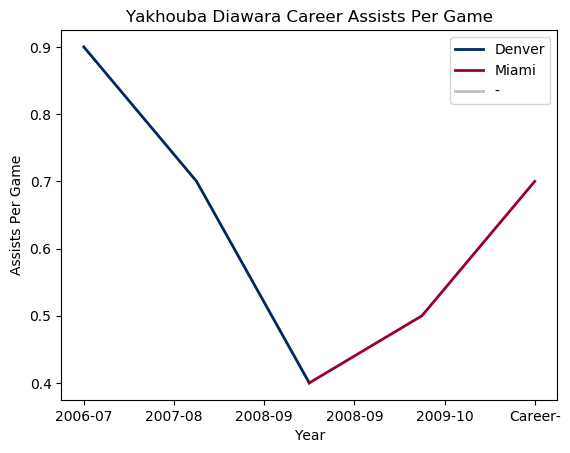 Yakhouba Diawara Career Assists Per Game
Denver
Miami
-
0.9
0.8
0.7
0.6
0.5
0.4
Assists Per Game
2006-07 2007-08 2008-09 2008-09 2009-10 Career-
Year